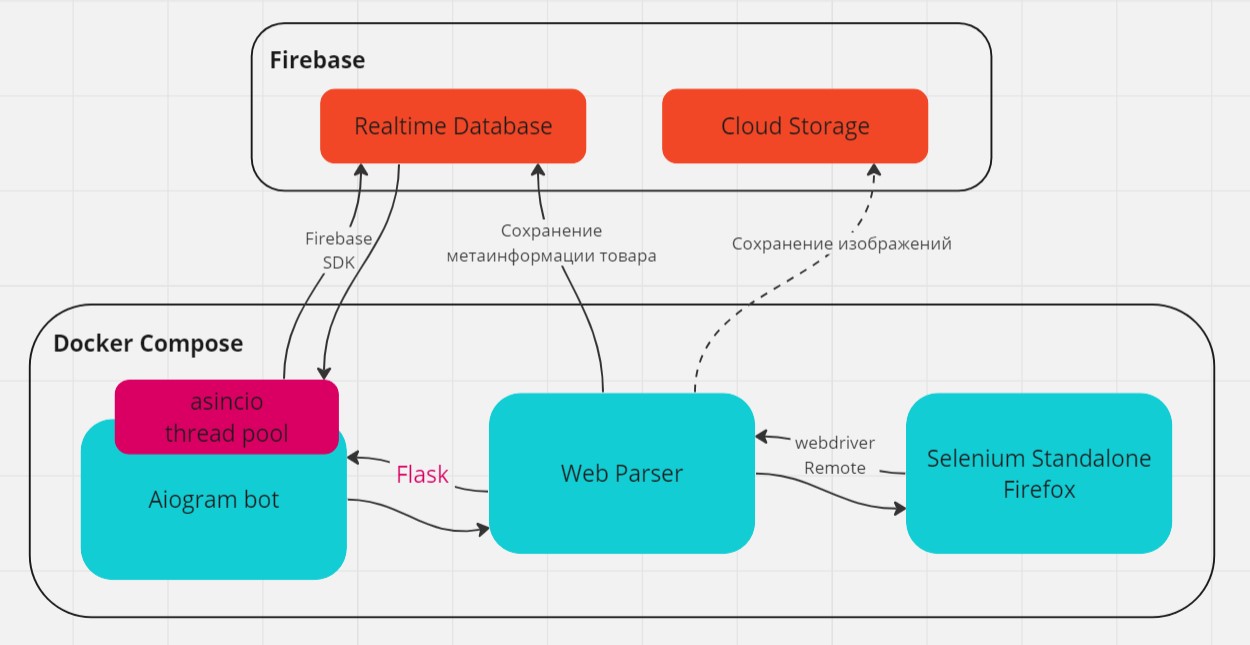 Firebase
Realtime Database
Cloud Storage
Firebase
SDK
Сохранение
метаинформации товара
Сохранение изображений
Docker Compose
asincio
thread pool
Aiogram bot
Flask
Web Parser
webdriver
Remote
Selenium Standalone
Firefox